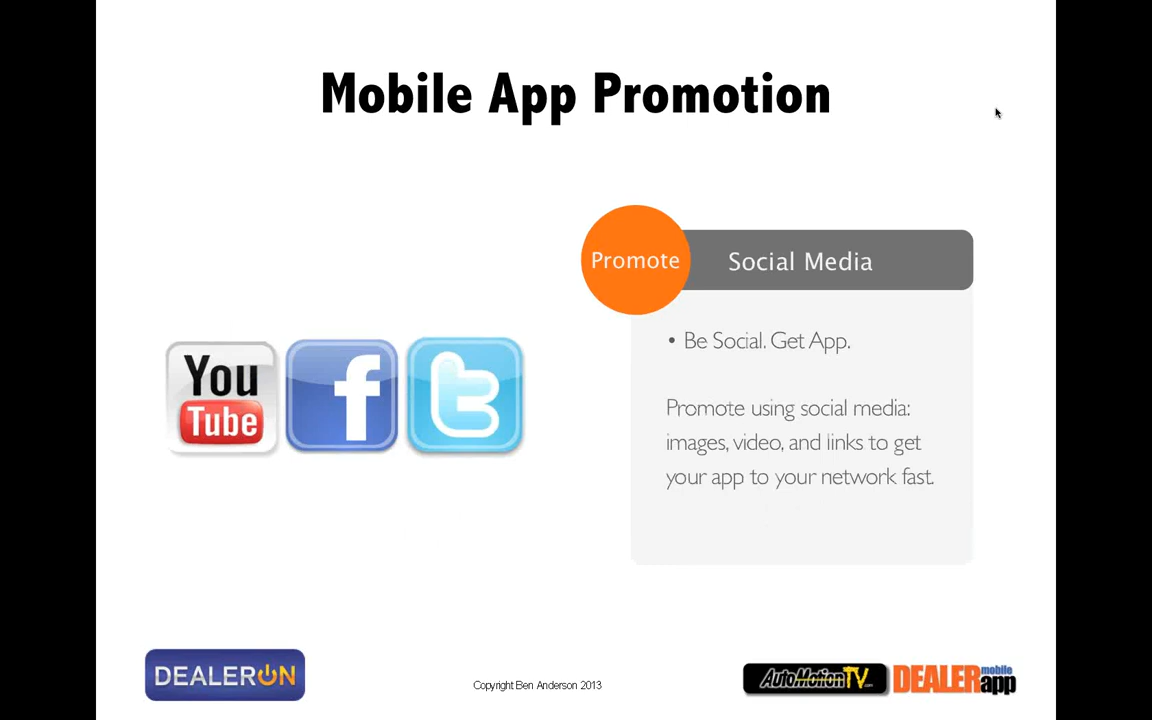 Mobile App Promotion
Promote
Social Media
• Be Social. Get App.
Promote using social media:
images, video, and links to get
your app to your network fast.
You
Tube
f
t
DEALERON
Copyright Ben Anderson 2013
AutoMotionTV.com
DEALER mobile
app